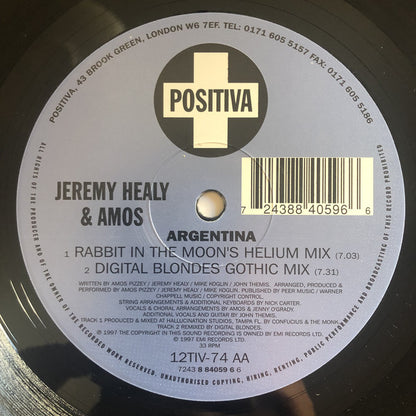 POSITIVA, 43 BROOK GREEN, LONDON W6 7EF. TEL: 0171 605 5157 FAX: 0171 605 5186
POSITIVA
JEREMY HEALY
& AMOS
7 24388 40596 6
ARGENTINA
1 RABBIT IN THE MOON'S HELIUM MIX (7.03)
2 DIGITAL BLONDES GOTHIC MIX (7.31)
WRITTEN BY AMOS PIZZEY / JEREMY HEALY / MIKE KOGLIN / JOHN THEMIS. ARRANGED, PRODUCED &
PERFORMED BY AMOS PIZZEY / JEREMY HEALY / MIKE KOGLIN. PUBLISHED BY PEER MUSIC / WARNER
CHAPPELL MUSIC / COPYRIGHT CONTROL.
STRING ARRANGEMENTS & ADDITIONAL KEYBOARDS BY NICK CARTER.
VOCALS & CHORAL ARRANGEMENTS BY AMOS & JENNY O'GRADY.
ADDITIONAL VOCALS AND GUITAR BY JOHN THEMIS.
TRACK 1 PRODUCED & MIXED AT HALLUCINATION STUDIOS, TAMPA FL. BY CONFUCIUS & THE MONK.
TRACK 2 REMIXED BY DIGITAL BLONDES.
℗ 1997 THE COPYRIGHT IN THIS SOUND RECORDING IS OWNED BY EMI RECORDS LTD.
© 1997 EMI RECORDS LTD.
33 RPM
12TIV-74 AA
7243 8 84059 6 6
ALL RIGHTS OF THE PRODUCER AND OF THE OWNER OF THE RECORDED WORK RESERVED. UNAUTHORISED COPYING, HIRING, RENTING, PUBLIC PERFORMANCE AND BROADCASTING OF THIS RECORD PROHIBITED.